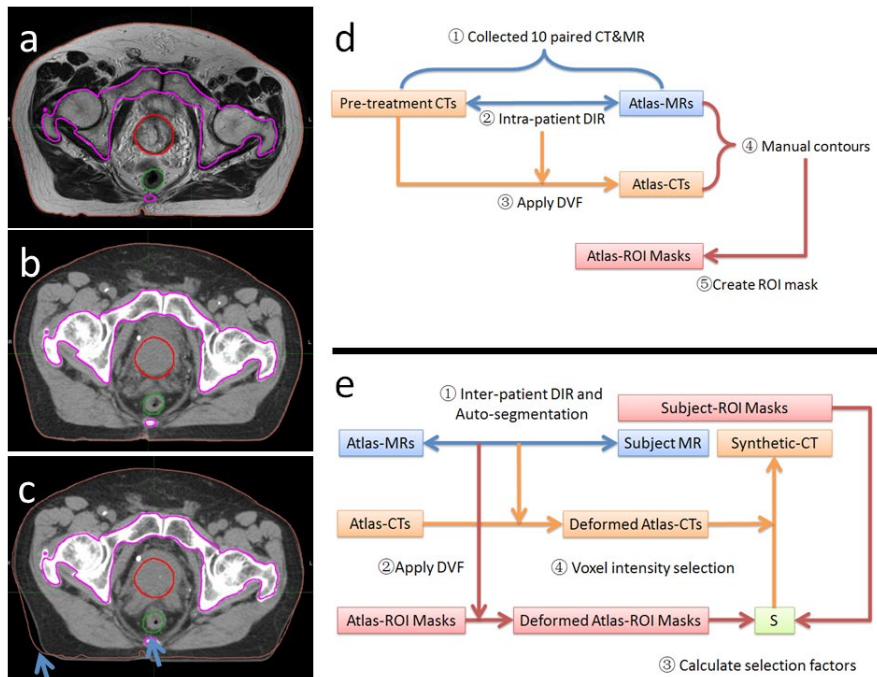 a
b
c
d
① Collected 10 paired CT&MR
Pre-treatment CTs
Atlas-MRs
② Intra-patient DIR
④ Manual contours
Atlas-CTs
③ Apply DVF
Atlas-ROI Masks
⑤Create ROI mask
e
① Inter-patient DIR and
Auto-segmentation
Subject-ROI Masks
Atlas-MRs
Subject MR
Synthetic-CT
Atlas-CTs
Deformed Atlas-CTs
②Apply DVF
④ Voxel intensity selection
Atlas-ROI Masks
Deformed Atlas-ROI Masks
S
③ Calculate selection factors